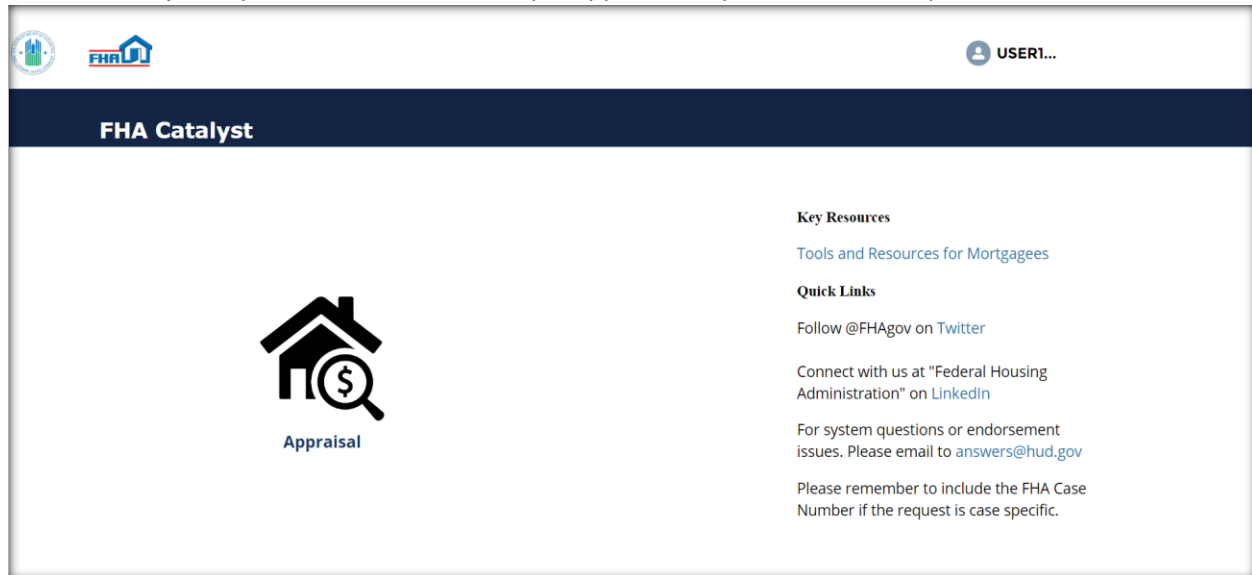 FHA
USER1...
FHA Catalyst
Key Resources
Tools and Resources for Mortgagees
Quick Links
Follow @FHAgov on Twitter
Connect with us at "Federal Housing
Administration" on LinkedIn
For system questions or endorsement
issues. Please email to answers@hud.gov
Please remember to include the FHA Case
Number if the request is case specific.
$
Appraisal